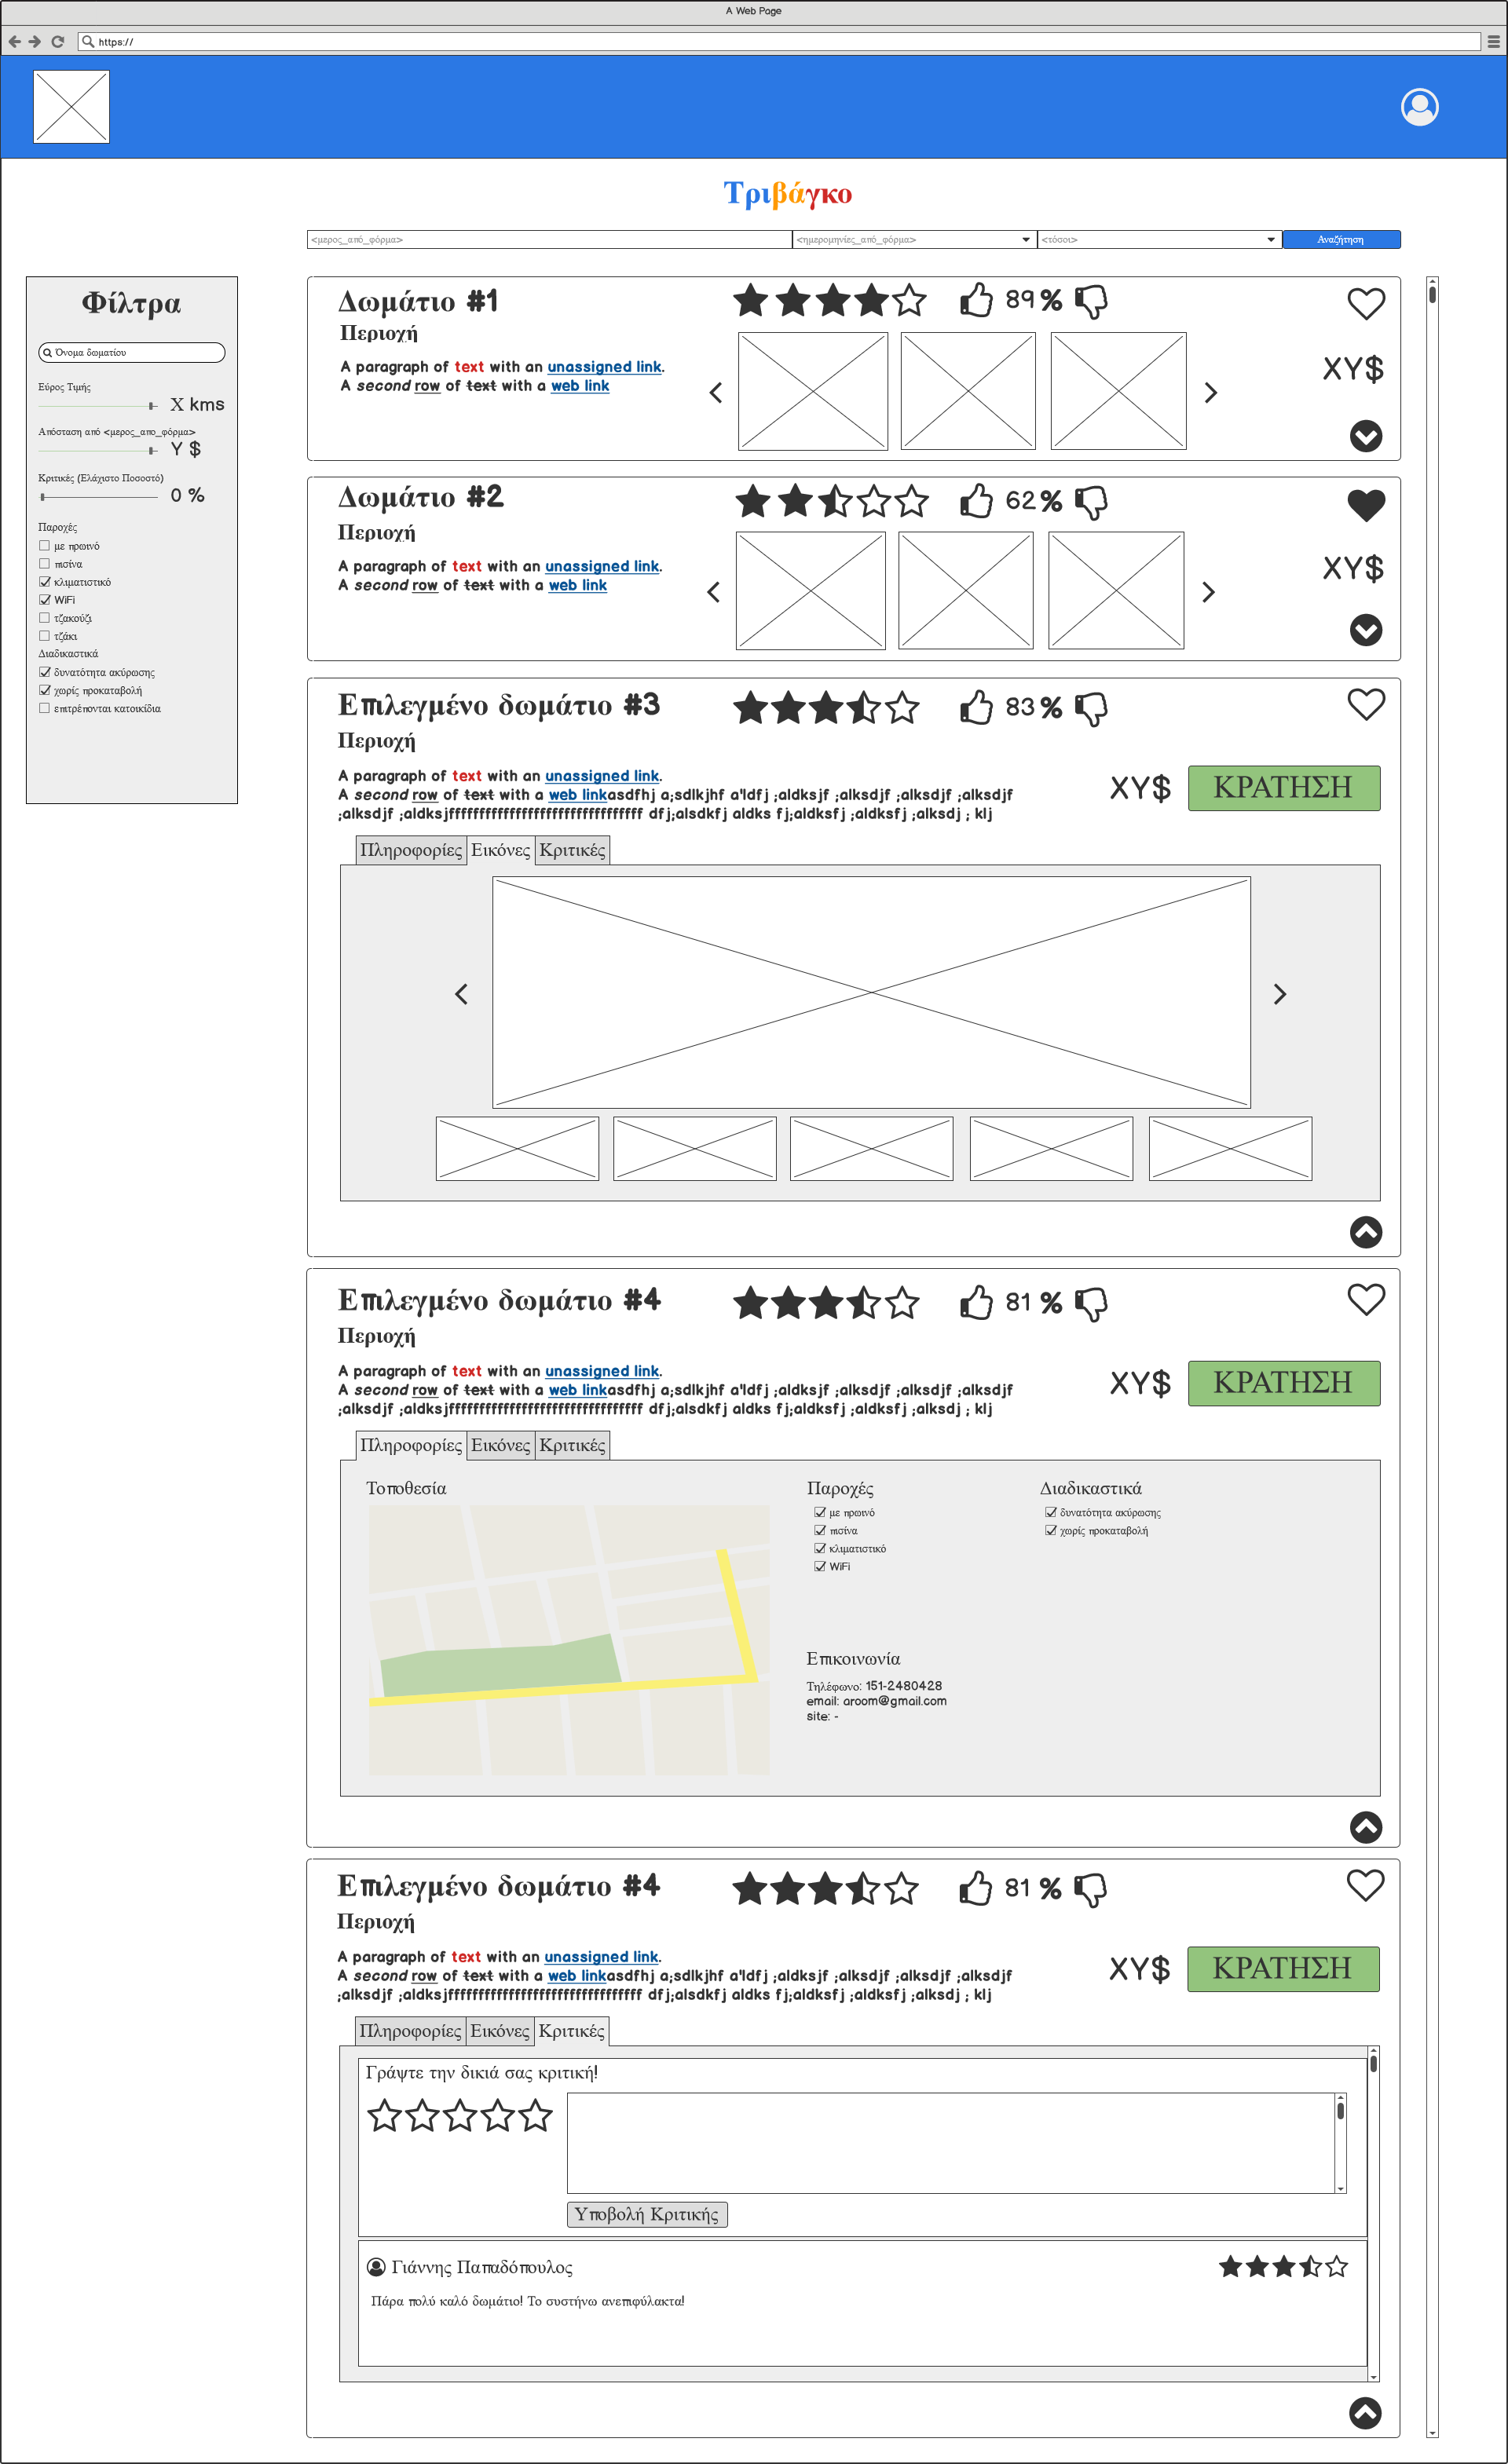 A Web Page
https://
Τριβάγκο
<μερος_από_φόρμα> <ημερομηνίες_από_φόρμα> <τόσοι> Αναζήτηση
Φίλτρα
Όνομα δωματίου
Εύρος Τιμής
X kms
Απόσταση από <μερος_απο_φόρμα>
Y $
Κριτικές (Ελάχιστο Ποσοστό)
0 %
Παροχές
με πρωινό
πισίνα
κλιματιστικό
WiFi
τζακούζι
τζάκι
Διαδικαστικά
δυνατότητα ακύρωσης
χωρίς προκαταβολή
επιτρέπονται κατοικίδια
Δωμάτιο #1 89 %
Περιοχή
A paragraph of text with an unassigned link.
A second row of text with a web link
XY$
Δωμάτιο #2 62 %
Περιοχή
A paragraph of text with an unassigned link.
A second row of text with a web link
XY$
Επιλεγμένο δωμάτιο #3 83 %
Περιοχή
A paragraph of text with an unassigned link.
A second row of text with a web linkasdfhj a;sdlkjhf a'ldfj ;aldksjf ;alksdjf ;alksdjf ;alksdjf
;alksdjf ;aldksjffffffffffffffffffffffffffffffff dfj;alsdkfj aldks fj;aldksfj ;aldksfj ;alksdj ; klj
XY$ ΚΡΑΤΗΣΗ
Πληροφορίες Εικόνες Κριτικές
Επιλεγμένο δωμάτιο #4 81 %
Περιοχή
A paragraph of text with an unassigned link.
A second row of text with a web linkasdfhj a;sdlkjhf a'ldfj ;aldksjf ;alksdjf ;alksdjf ;alksdjf
;alksdjf ;aldksjffffffffffffffffffffffffffffffff dfj;alsdkfj aldks fj;aldksfj ;aldksfj ;alksdj ; klj
XY$ ΚΡΑΤΗΣΗ
Πληροφορίες Εικόνες Κριτικές
Τοποθεσία
Παροχές
με πρωινό
πισίνα
κλιματιστικό
WiFi
Διαδικαστικά
δυνατότητα ακύρωσης
χωρίς προκαταβολή
Επικοινωνία
Τηλέφωνο: 151-2480428
email: aroom@gmail.com
site: -
Επιλεγμένο δωμάτιο #4 81 %
Περιοχή
A paragraph of text with an unassigned link.
A second row of text with a web linkasdfhj a;sdlkjhf a'ldfj ;aldksjf ;alksdjf ;alksdjf ;alksdjf
;alksdjf ;aldksjffffffffffffffffffffffffffffffff dfj;alsdkfj aldks fj;aldksfj ;aldksfj ;alksdj ; klj
XY$ ΚΡΑΤΗΣΗ
Πληροφορίες Εικόνες Κριτικές
Γράψτε την δικιά σας κριτική!
Υποβολή Κριτικής
Γιάννης Παπαδόπουλος
Πάρα πολύ καλό δωμάτιο! Το συστήνω ανεπιφύλακτα!